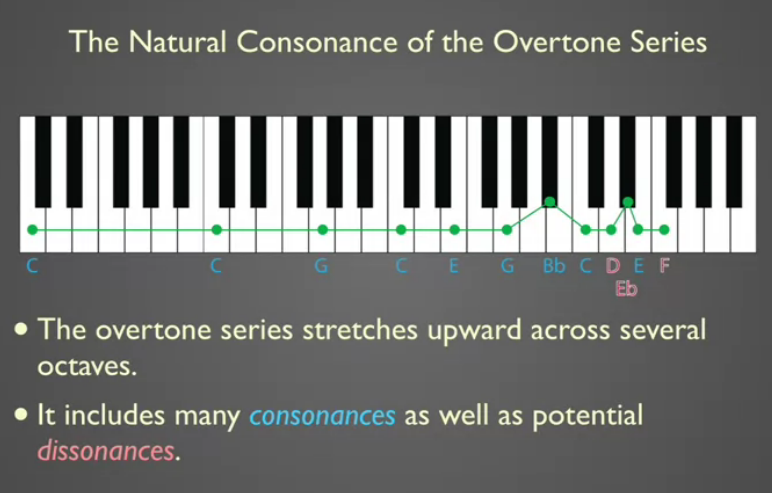 The Natural Consonance of the Overtone Series
C C G C E G Bb C D E F
Eb
• The overtone series stretches upward across several
octaves.
• It includes many consonances as well as potential
dissonances.